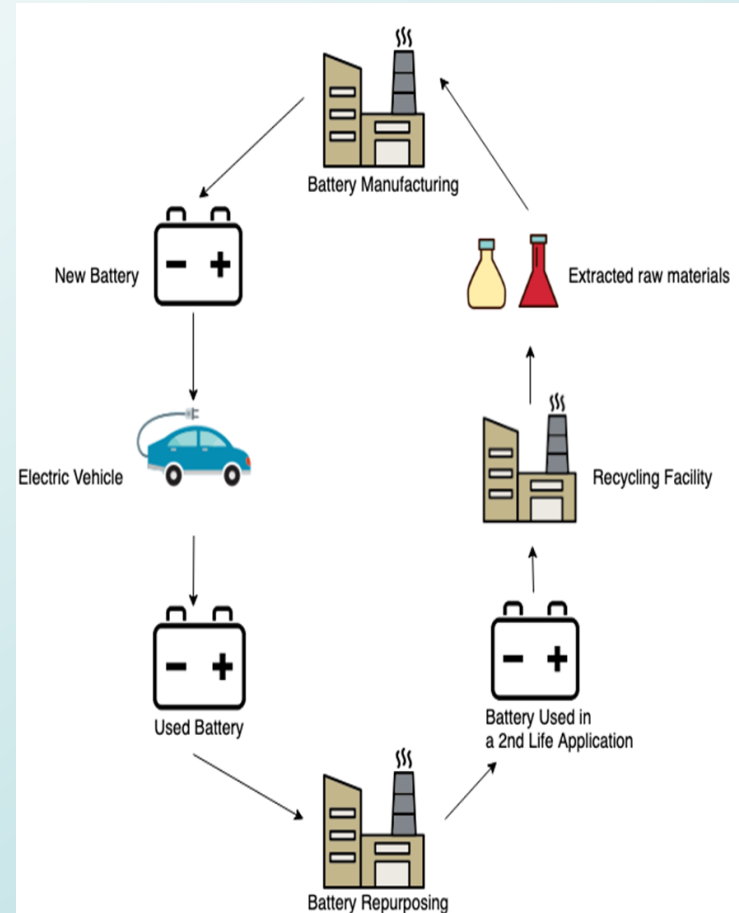 Battery Manufacturing
New Battery
Extracted raw materials
Electric Vehicle
Recycling Facility
Used Battery
Battery Used in
a 2nd Life Application
Battery Repurposing